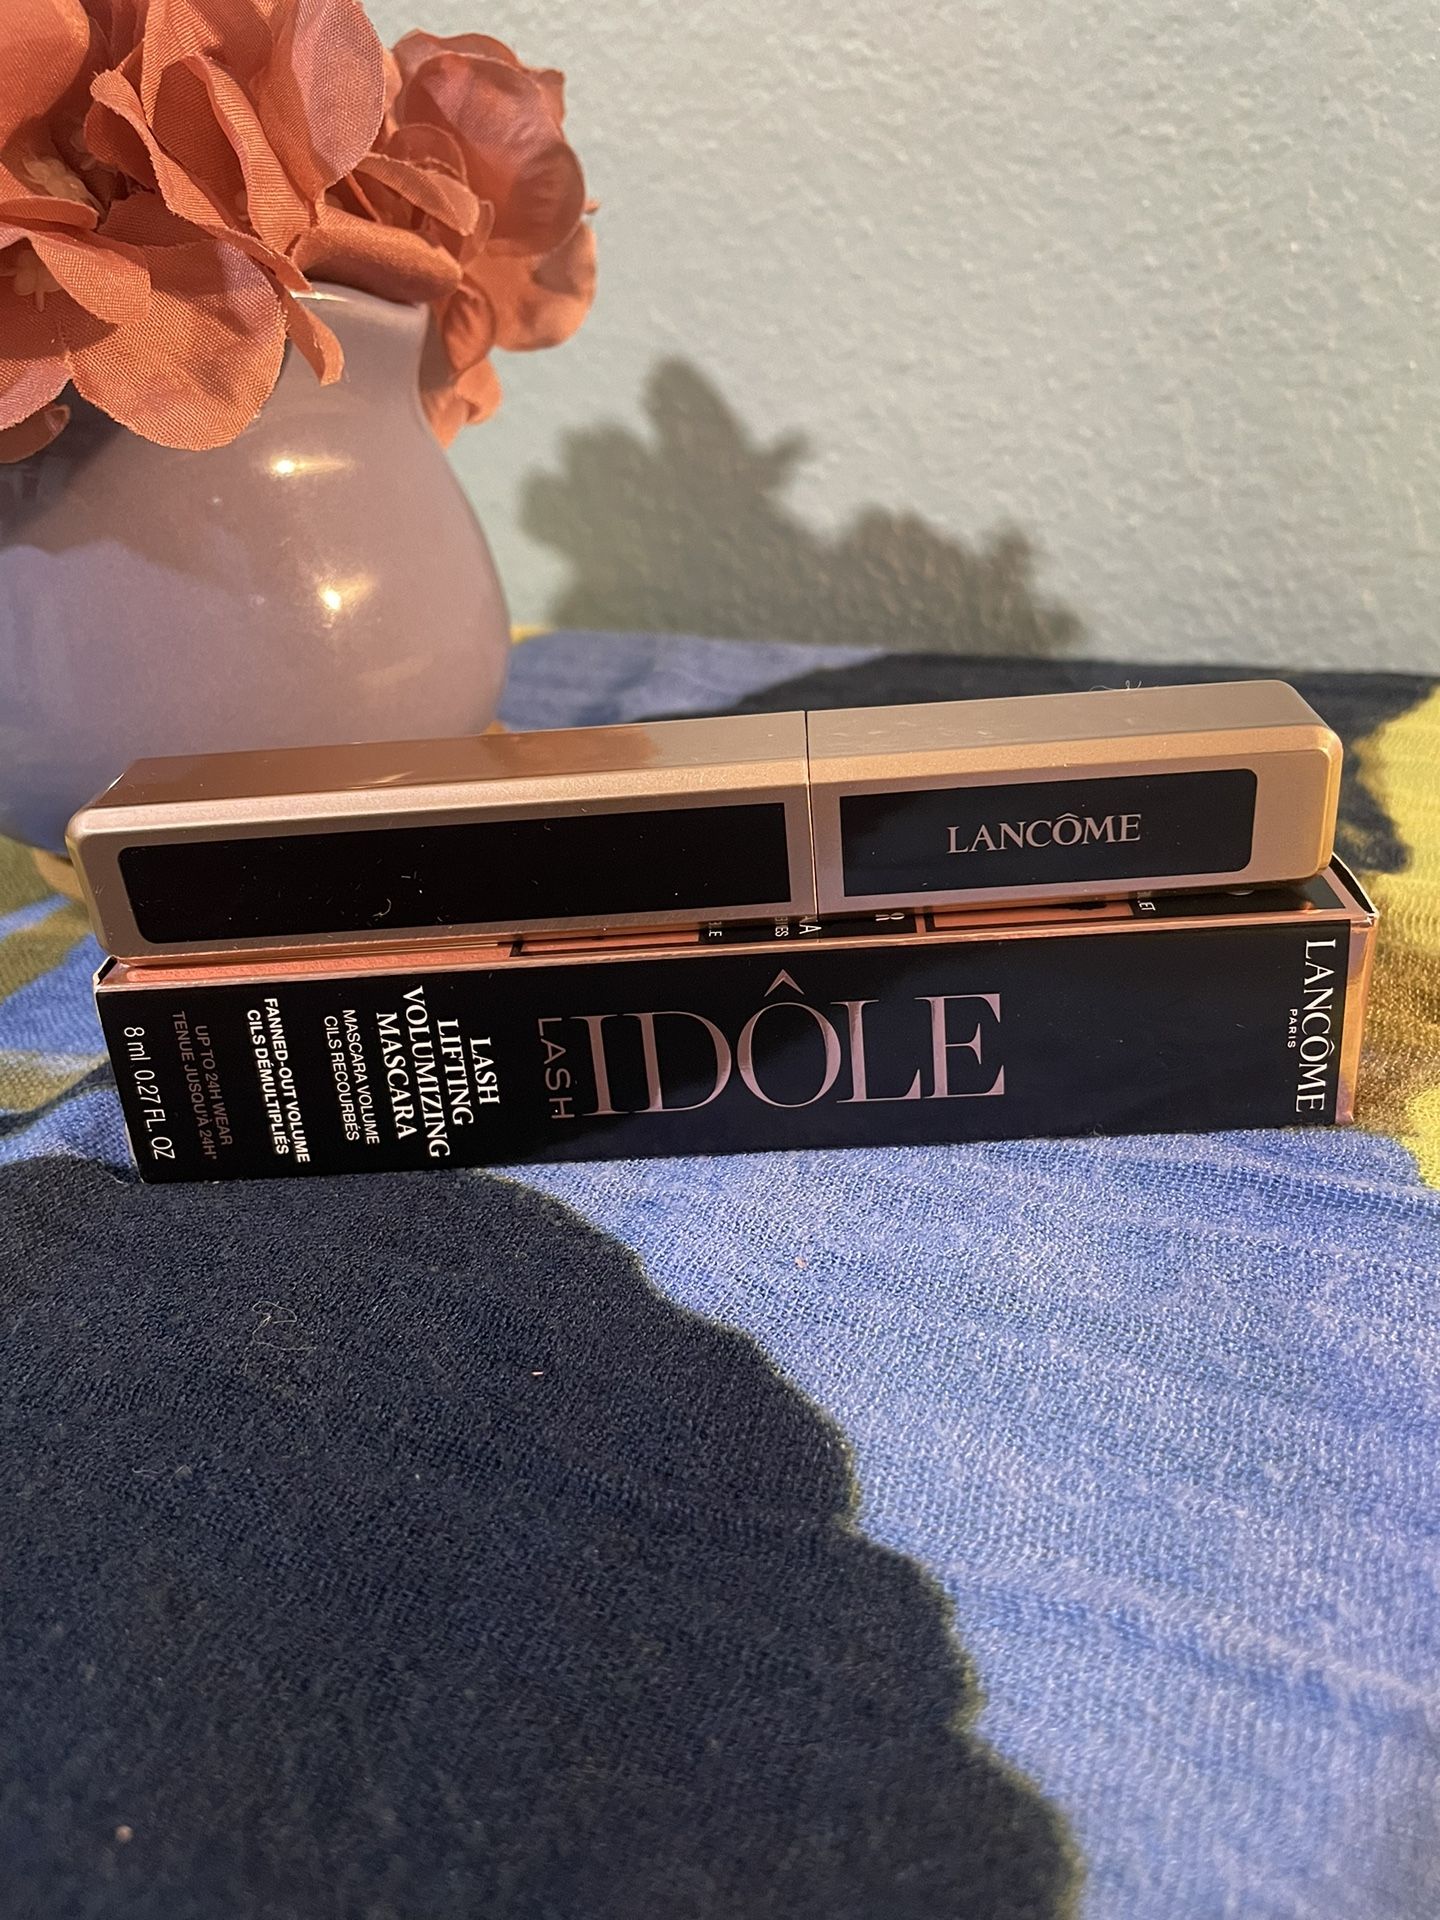 LANCÔME
LANCÔME
PARIS
LASH
IDÔLE
LASH
LIFTING
VOLUMIZING
MASCARA
MASCARA VOLUME
CILS RECOURBÉS
FANNED-OUT VOLUME
CILS DÉMULTIPLIÉS
UP TO 24H WEAR
TENUE JUSQU'À 24H*
8 ml 0.27 FL. OZ